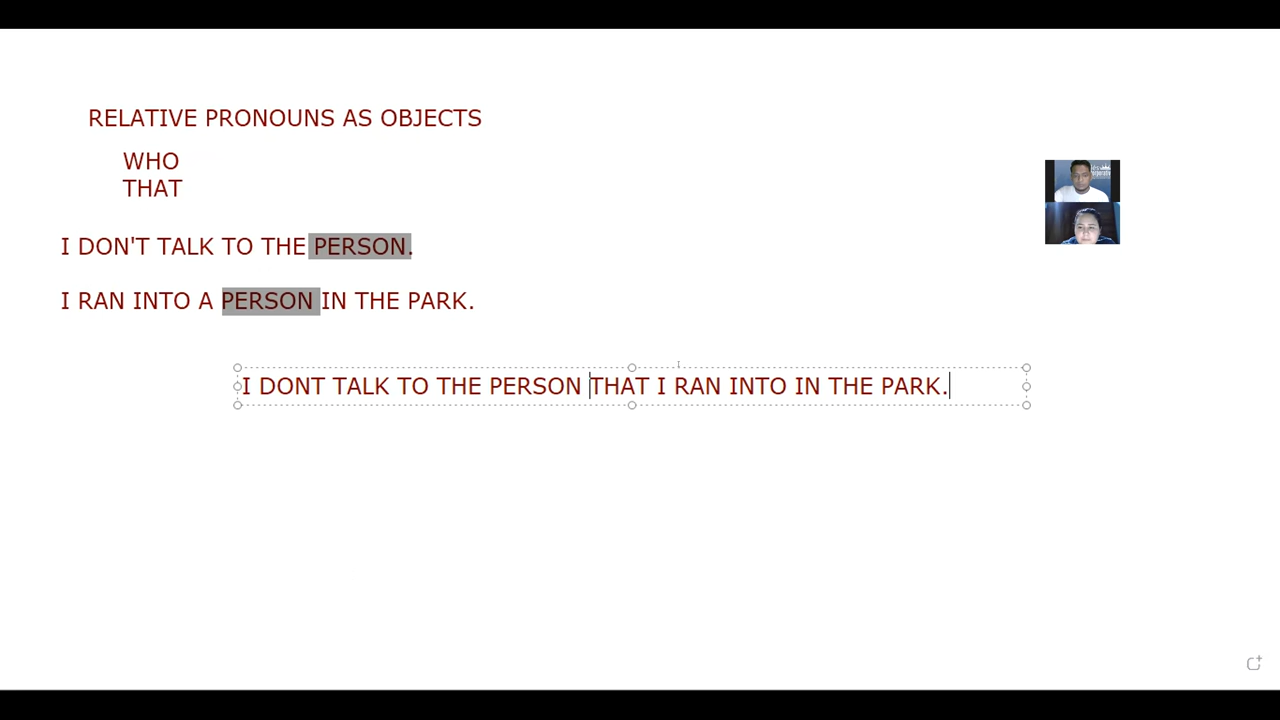 RELATIVE PRONOUNS AS OBJECTS
WHO
THAT
I DON'T TALK TO THE PERSON.
I RAN INTO A PERSON IN THE PARK.
I DONT TALK TO THE PERSON THAT I RAN INTO IN THE PARK.